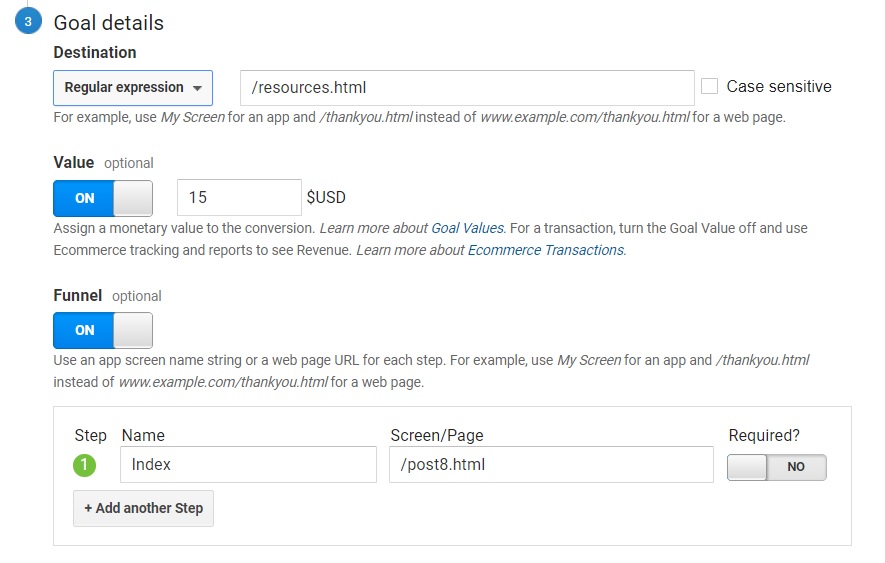 3 Goal details
Destination
Regular expression /resources.html Case sensitive
For example, use My Screen for an app and /thankyou.html instead of www.example.com/thankyou.html for a web page.
Value optional
ON 15 $USD
Assign a monetary value to the conversion. Learn more about Goal Values. For a transaction, turn the Goal Value off and use
Ecommerce tracking and reports to see Revenue. Learn more about Ecommerce Transactions.
Funnel optional
ON
Use an app screen name string or a web page URL for each step. For example, use My Screen for an app and /thankyou.html
instead of www.example.com/thankyou.html for a web page.
Step Name Screen/Page Required?
1 Index /post8.html NO
+ Add another Step